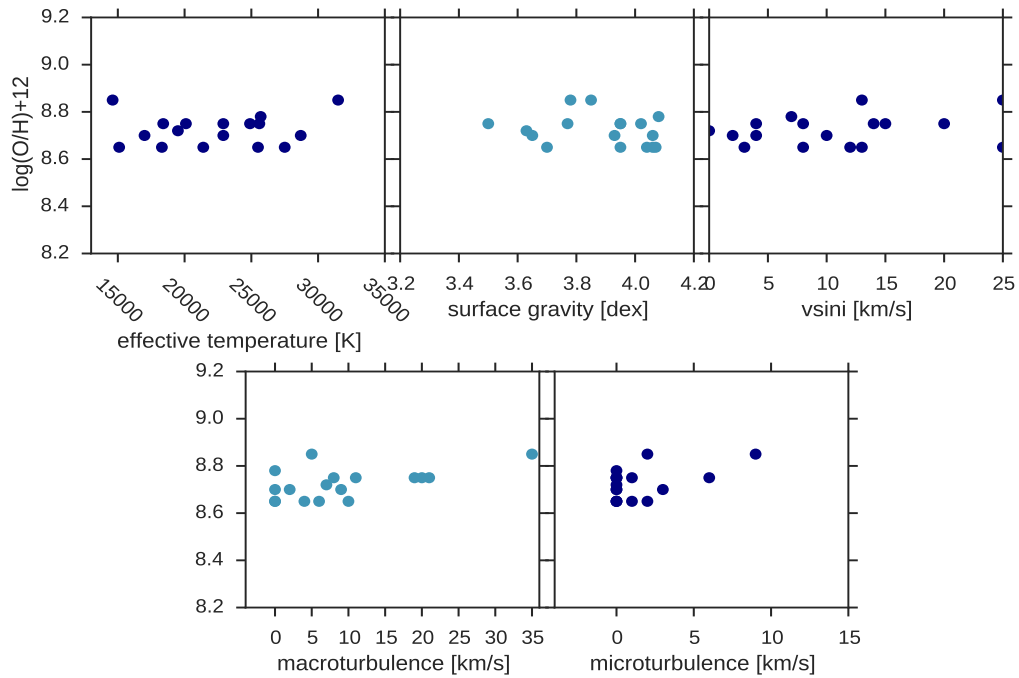 9.2
9.0
8.8
8.6
8.4
8.2
log(O/H)+12
15000 20000 25000 30000 35000
effective temperature [K]
3.2 3.4 3.6 3.8 4.0 4.2
surface gravity [dex]
0 5 10 15 20 25
vsini [km/s]
9.2
9.0
8.8
8.6
8.4
8.2
0 5 10 15 20 25 30 35
macroturbulence [km/s]
0 5 10 15
microturbulence [km/s]